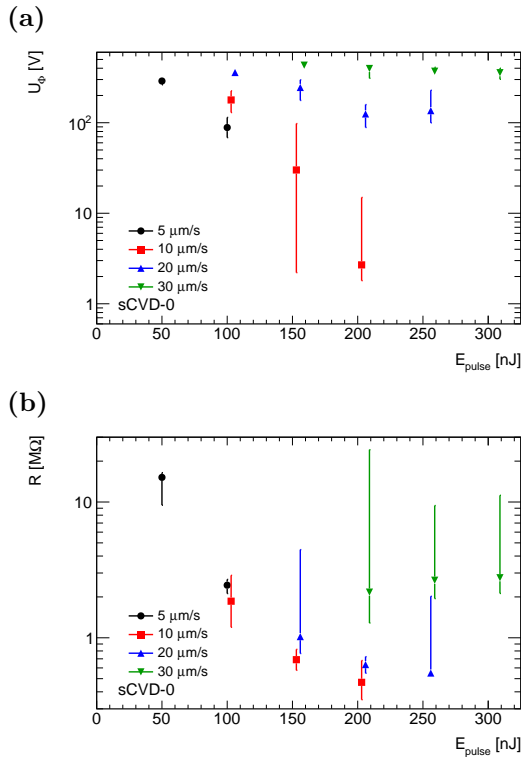 (a)
U_Φ [V]
10²
10
1
5 μm/s
10 μm/s
20 μm/s
30 μm/s
sCVD-0
0 50 100 150 200 250 300
E_pulse [nJ]
(b)
R [MΩ]
10
1
5 μm/s
10 μm/s
20 μm/s
30 μm/s
sCVD-0
0 50 100 150 200 250 300
E_pulse [nJ]